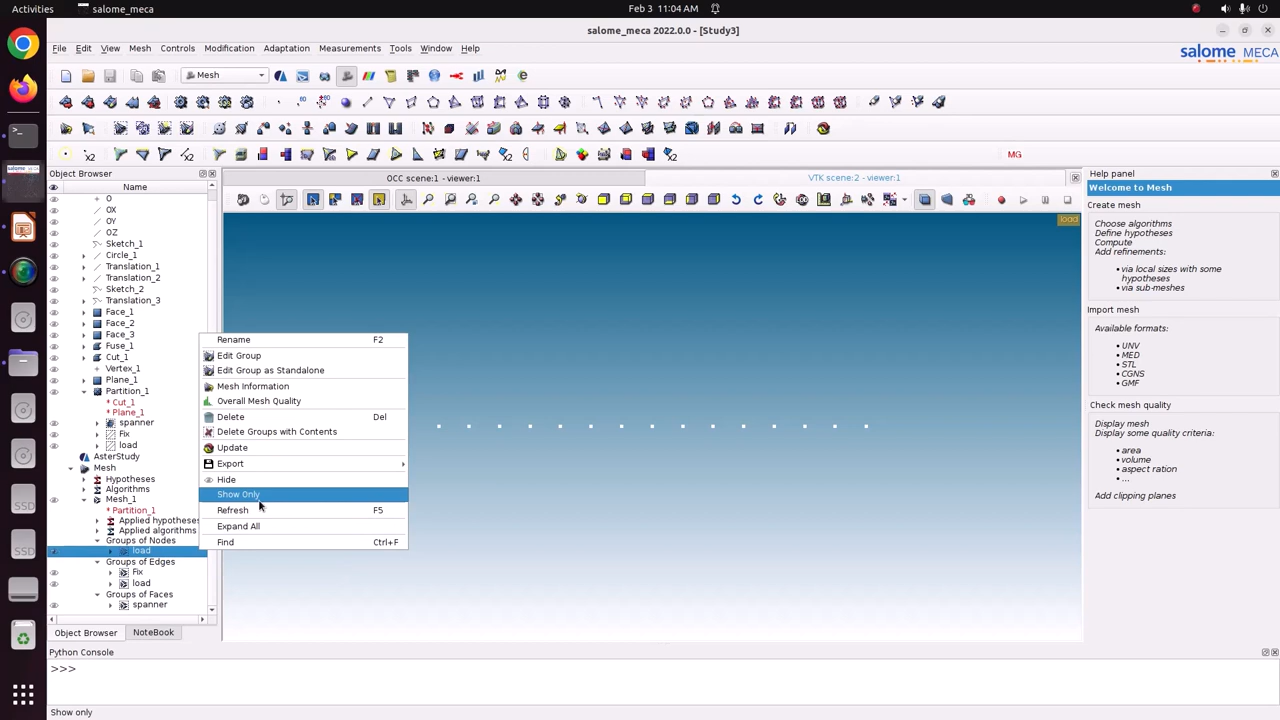 Activities
salome_meca
Feb 3 11:04 AM
salome_meca 2022.0.0 - [Study3]
File Edit View Mesh Controls Modification Adaptation Measurements Tools Window Help
salome MECA
Mesh
MG
Object Browser
OCC scene:1 - viewer:1
VTK scene:2 - viewer:1
Help panel
Name
Welcome to Mesh
load
O
OX
OY
OZ
Sketch_1
Circle_1
Translation_1
Translation_2
Sketch_2
Translation_3
Face_1
Face_2
Face_3
Fuse_1
Cut_1
Vertex_1
Plane_1
Partition_1
* Cut_1
* Plane_1
spanner
Fix
load
AsterStudy
Mesh
Hypotheses
Algorithms
Mesh_1
* Partition_1
Applied hypotheses
Applied algorithms
Groups of Nodes
load
Groups of Edges
Fix
load
Groups of Faces
spanner
Rename F2
Edit Group
Edit Group as Standalone
Mesh Information
Overall Mesh Quality
Delete Del
Delete Groups with Contents
Update
Export
Hide
Show Only
Refresh F5
Expand All
Find Ctrl+F
Create mesh
Choose algorithms
Define hypotheses
Compute
Add refinements:
• via local sizes with some
hypotheses
• via sub-meshes
Import mesh
Available formats:
• UNV
• MED
• STL
• CGNS
• GMF
Check mesh quality
Display mesh
Display some quality criteria:
• area
• volume
• aspect ration
• ...
Add clipping planes
Object Browser
NoteBook
Python Console
>>>
Show only